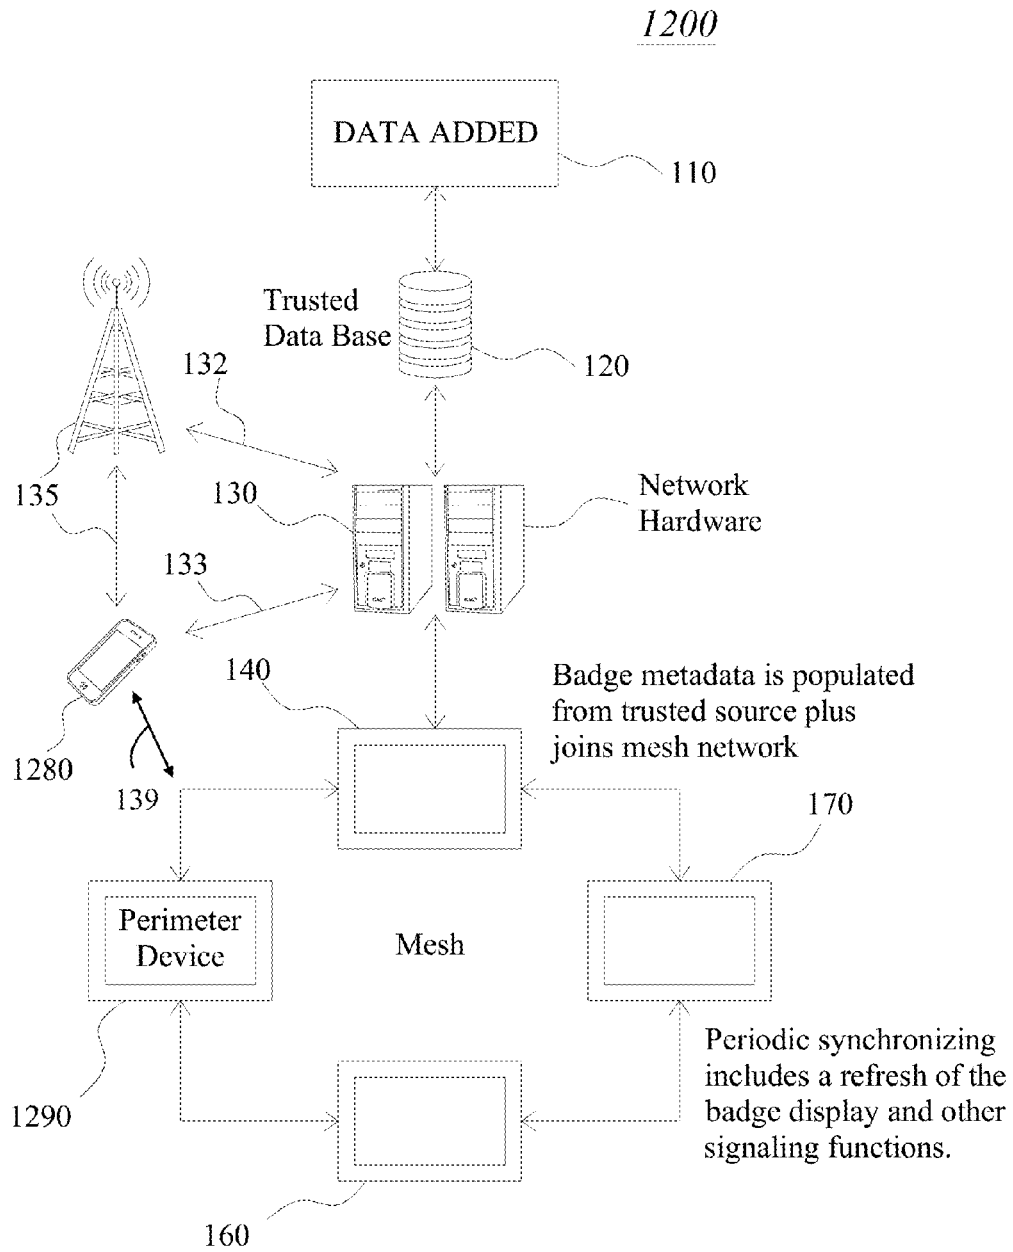 1200
DATA ADDED
110
Trusted
Data Base
120
132
135
130
Network
Hardware
133
140
Badge metadata is populated
from trusted source plus
joins mesh network
1280
139
170
Perimeter
Device
Mesh
1290
Periodic synchronizing
includes a refresh of the
badge display and other
signaling functions.
160